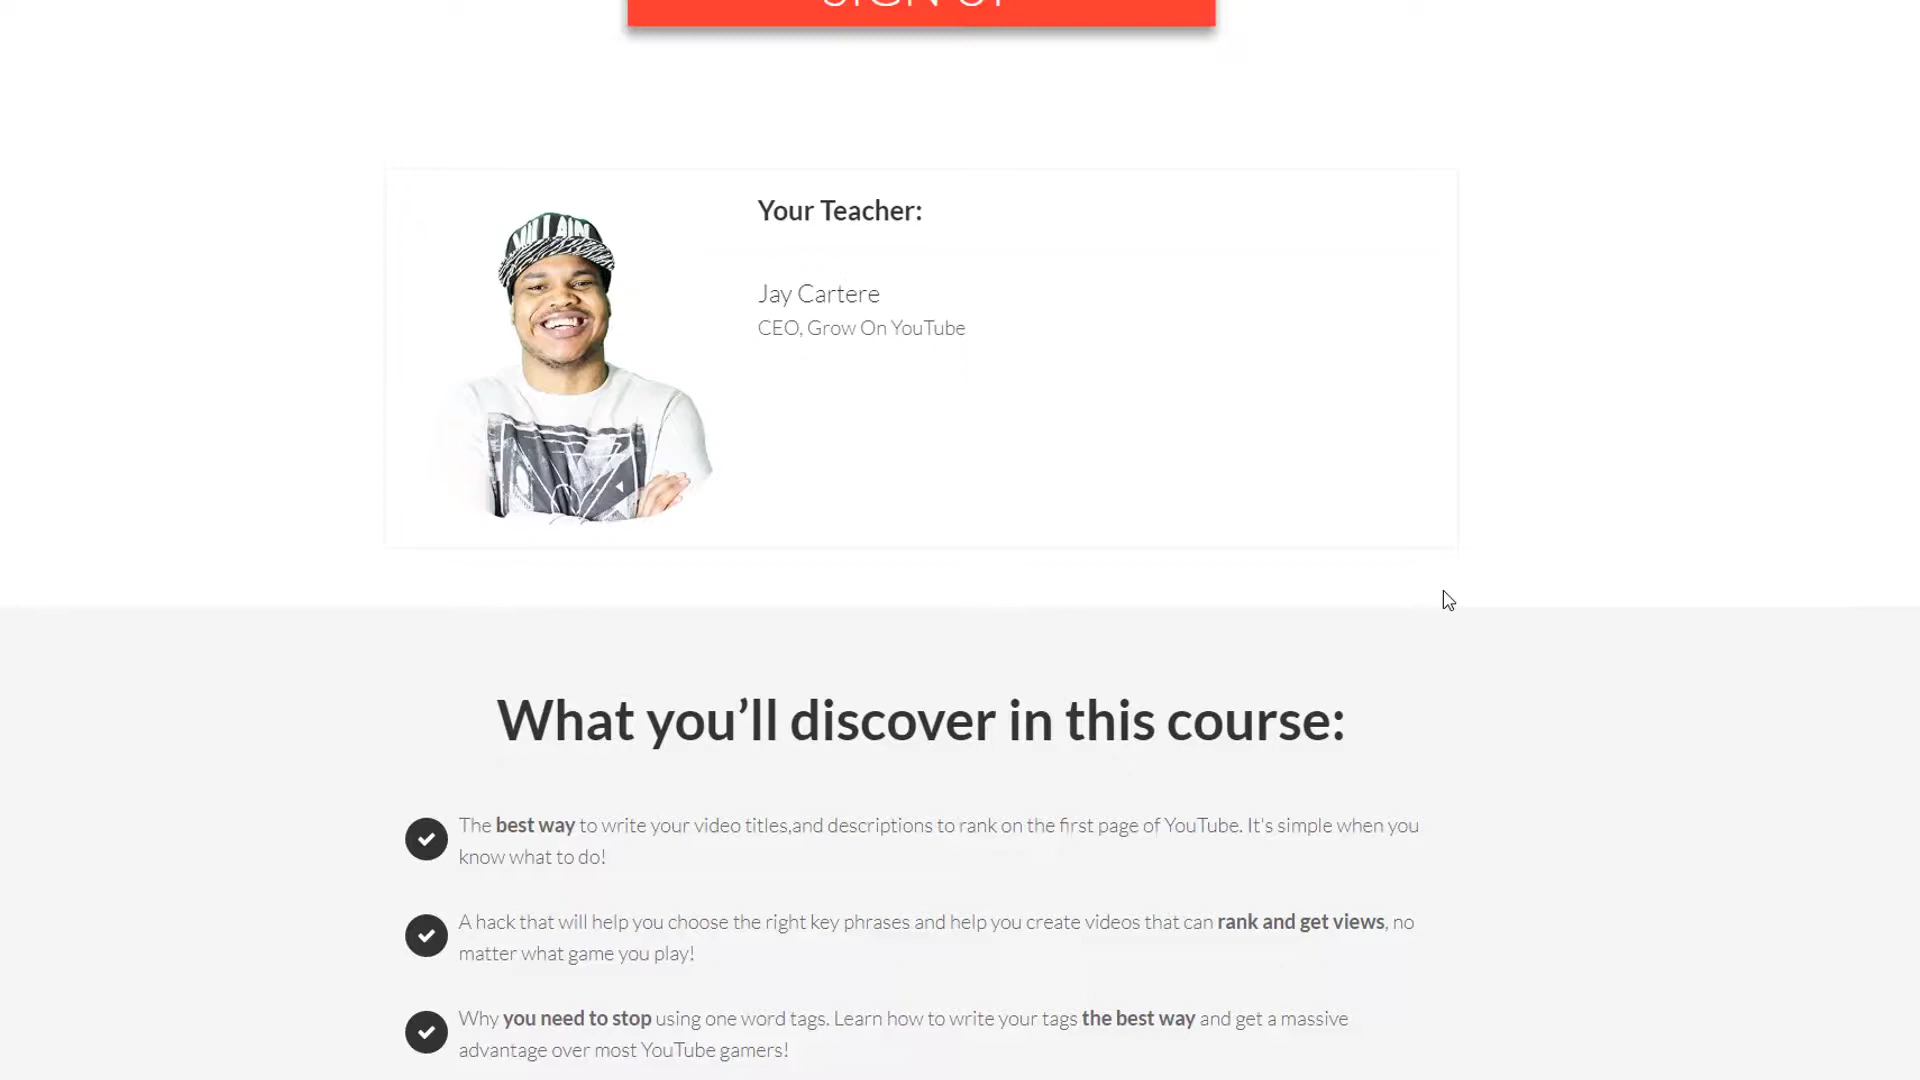 SIGN UP
Your Teacher:
Jay Cartere
CEO, Grow On YouTube
What you’ll discover in this course:
The best way to write your video titles,and descriptions to rank on the first page of YouTube. It's simple when you
know what to do!
A hack that will help you choose the right key phrases and help you create videos that can rank and get views, no
matter what game you play!
Why you need to stop using one word tags. Learn how to write your tags the best way and get a massive
advantage over most YouTube gamers!